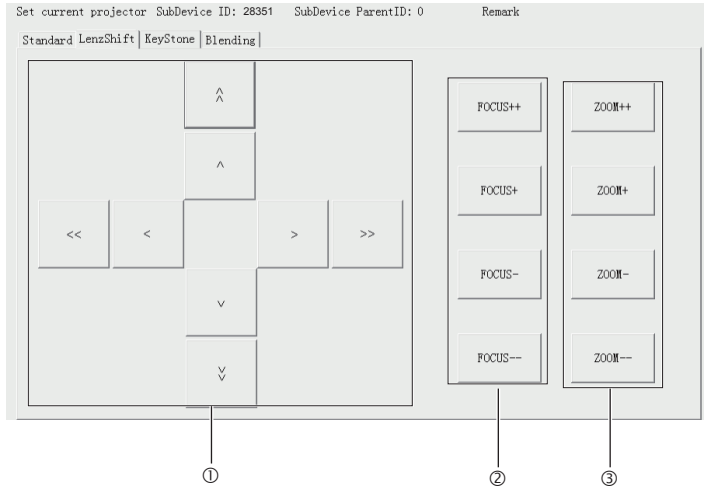 Set current projector SubDevice ID: 28351 SubDevice ParentID: 0 Remark
Standard LenzShift KeyStone Blending
^
^
FOCUS++ ZOOM++
^
FOCUS+ ZOOM+
<< < > >>
FOCUS- ZOOM-
v
FOCUS-- ZOOM--
v
v
① ② ③